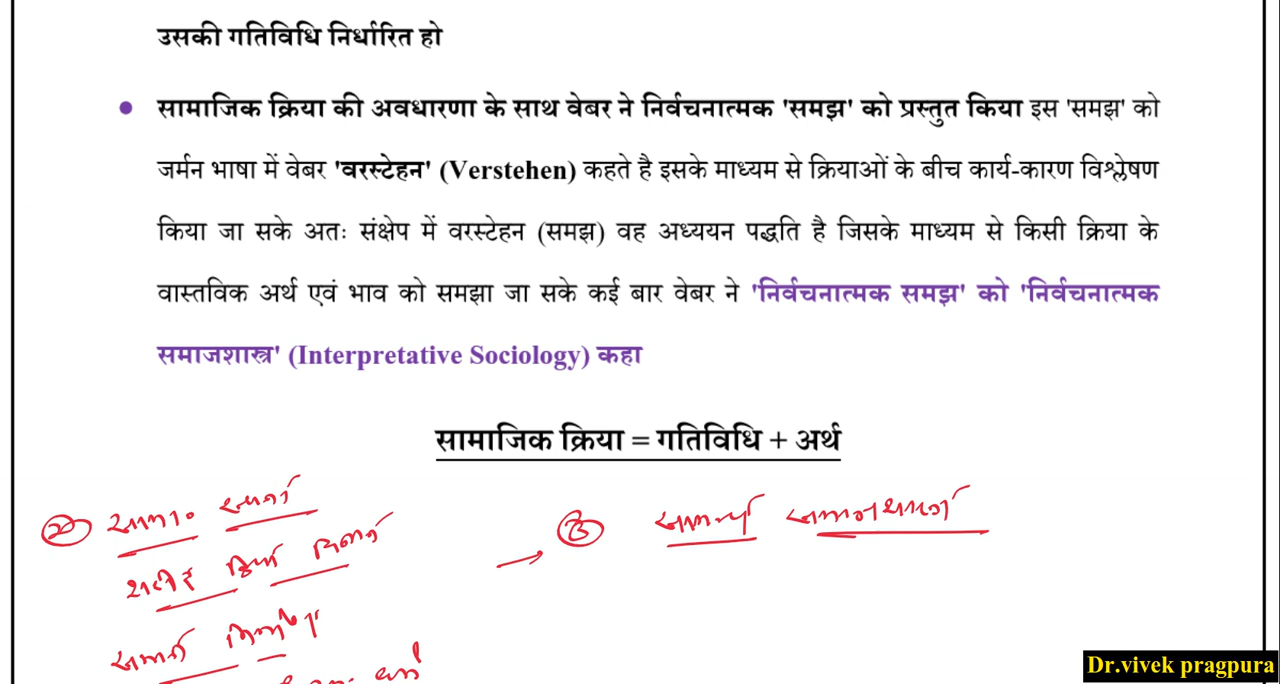 उसकी गतिविधि निर्धारित हो
• सामाजिक क्रिया की अवधारणा के साथ वेबर ने निर्वचनात्मक 'समझ' को प्रस्तुत किया इस 'समझ' को
जर्मन भाषा में वेबर 'वरस्टेहन' (Verstehen) कहते है इसके माध्यम से क्रियाओं के बीच कार्य-कारण विश्लेषण
किया जा सके अतः संक्षेप में वरस्टेहन (समझ) वह अध्ययन पद्धति है जिसके माध्यम से किसी क्रिया के
वास्तविक अर्थ एवं भाव को समझा जा सके कई बार वेबर ने 'निर्वचनात्मक समझ' को 'निर्वचनात्मक
समाजशास्त्र' (Interpretative Sociology) कहा
सामाजिक क्रिया = गतिविधि + अर्थ
Dr.vivek pragpura